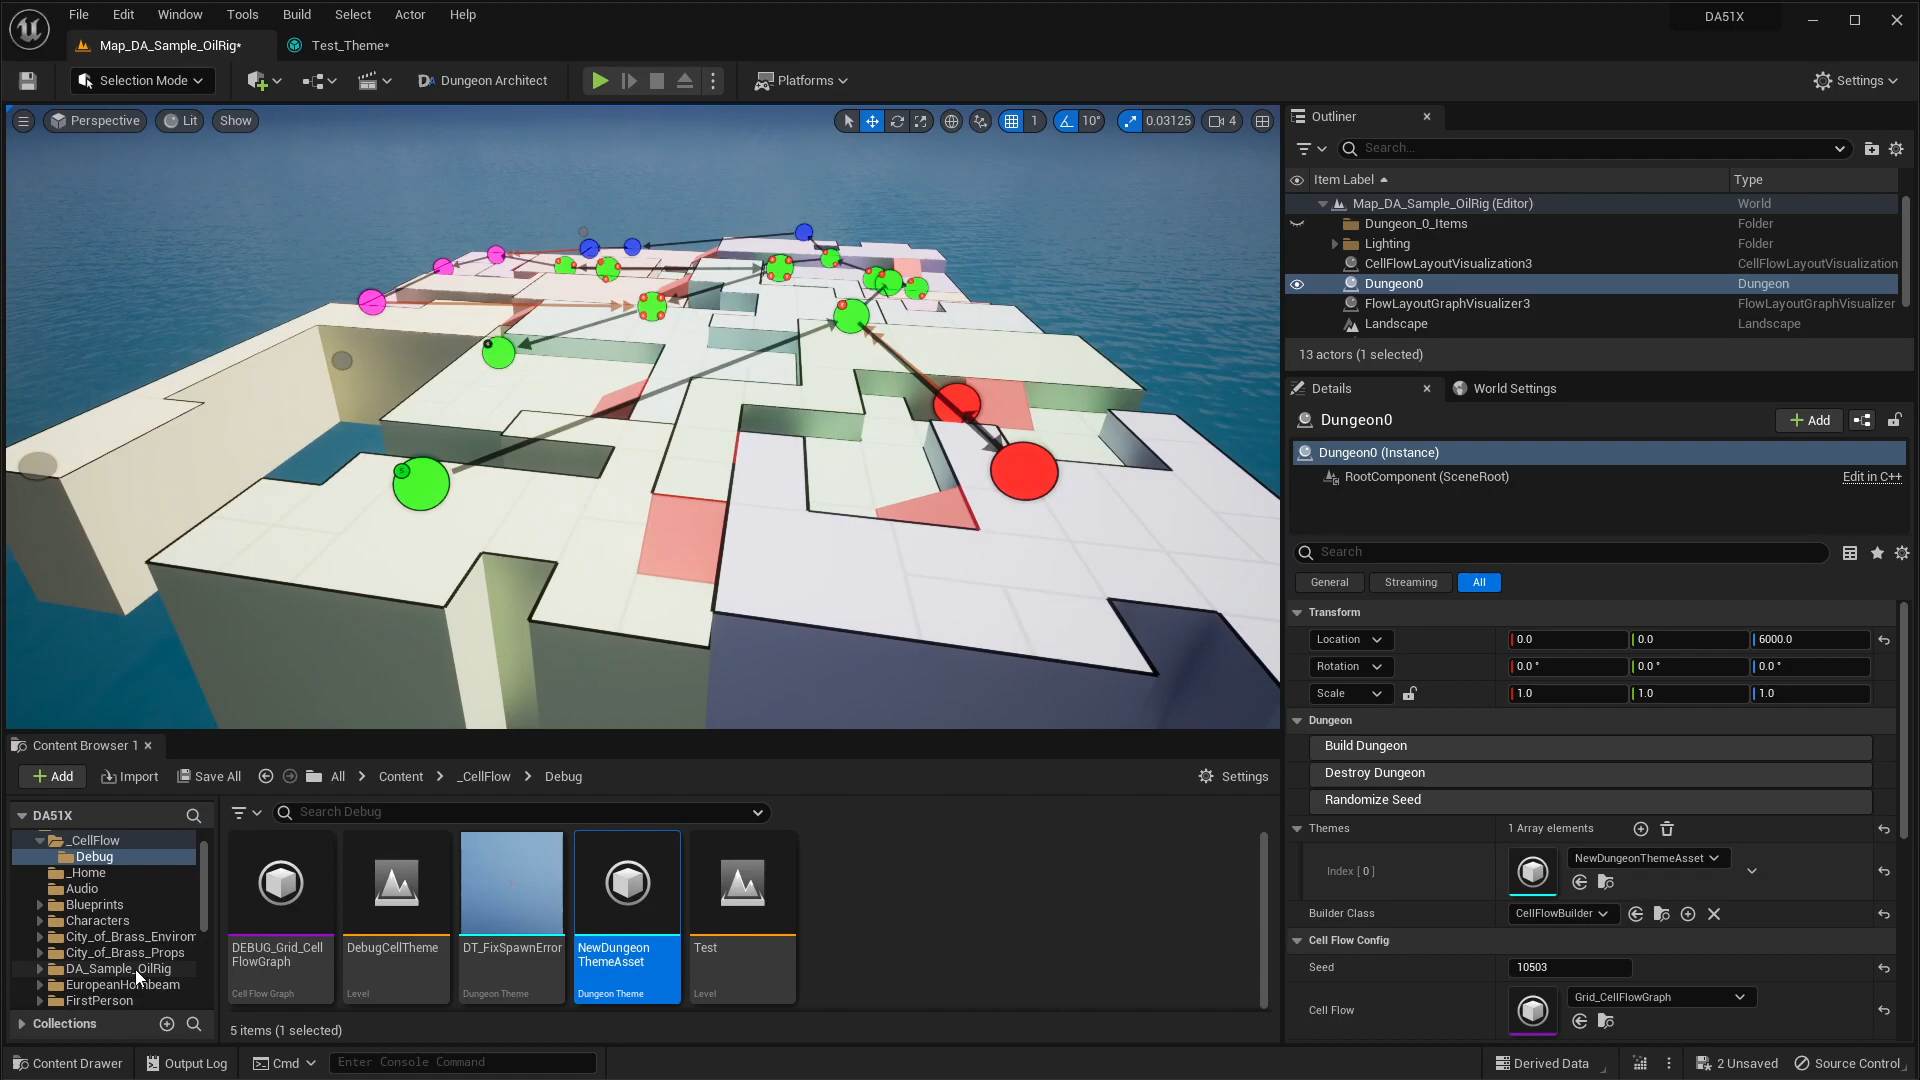 File Edit Window Tools Build Select Actor Help
DA51X
Map_DA_Sample_OilRig*
Test_Theme*
Selection Mode
Dungeon Architect
Platforms
Settings
Perspective Lit Show
1 10° 0.03125 4
Outliner
Search...
Item Label Type
Map_DA_Sample_OilRig (Editor) World
Dungeon_0_Items Folder
Lighting Folder
CellFlowLayoutVisualization3 CellFlowLayoutVisualization
Dungeon0 Dungeon
FlowLayoutGraphVisualizer3 FlowLayoutGraphVisualizer
Landscape Landscape
13 actors (1 selected)
Details World Settings
Dungeon0
Add
Dungeon0 (Instance)
RootComponent (SceneRoot) Edit in C++
Search
General Streaming All
Transform
Location 0.0 0.0 6000.0
Rotation 0.0 ° 0.0 ° 0.0 °
Scale 1.0 1.0 1.0
Dungeon
Build Dungeon
Destroy Dungeon
Randomize Seed
Themes 1 Array elements
Index [ 0 ] NewDungeonThemeAsset
Builder Class CellFlowBuilder
Cell Flow Config
Seed 10503
Cell Flow Grid_CellFlowGraph
Content Browser 1
Add Import Save All All Content _CellFlow Debug Settings
DA51X
_CellFlow
Debug
_Home
Audio
Blueprints
Characters
City_of_Brass_Enviro
City_of_Brass_Props
DA_Sample_OilRig
EuropeanHornbeam
FirstPerson
Collections
Search Debug
DEBUG_Grid_Cell
FlowGraph
Cell Flow Graph
DebugCellTheme
Level
DT_FixSpawnError
Dungeon Theme
NewDungeon
ThemeAsset
Dungeon Theme
Test
Level
5 items (1 selected)
Content Drawer Output Log Cmd Enter Console Command
Derived Data 2 Unsaved Source Control